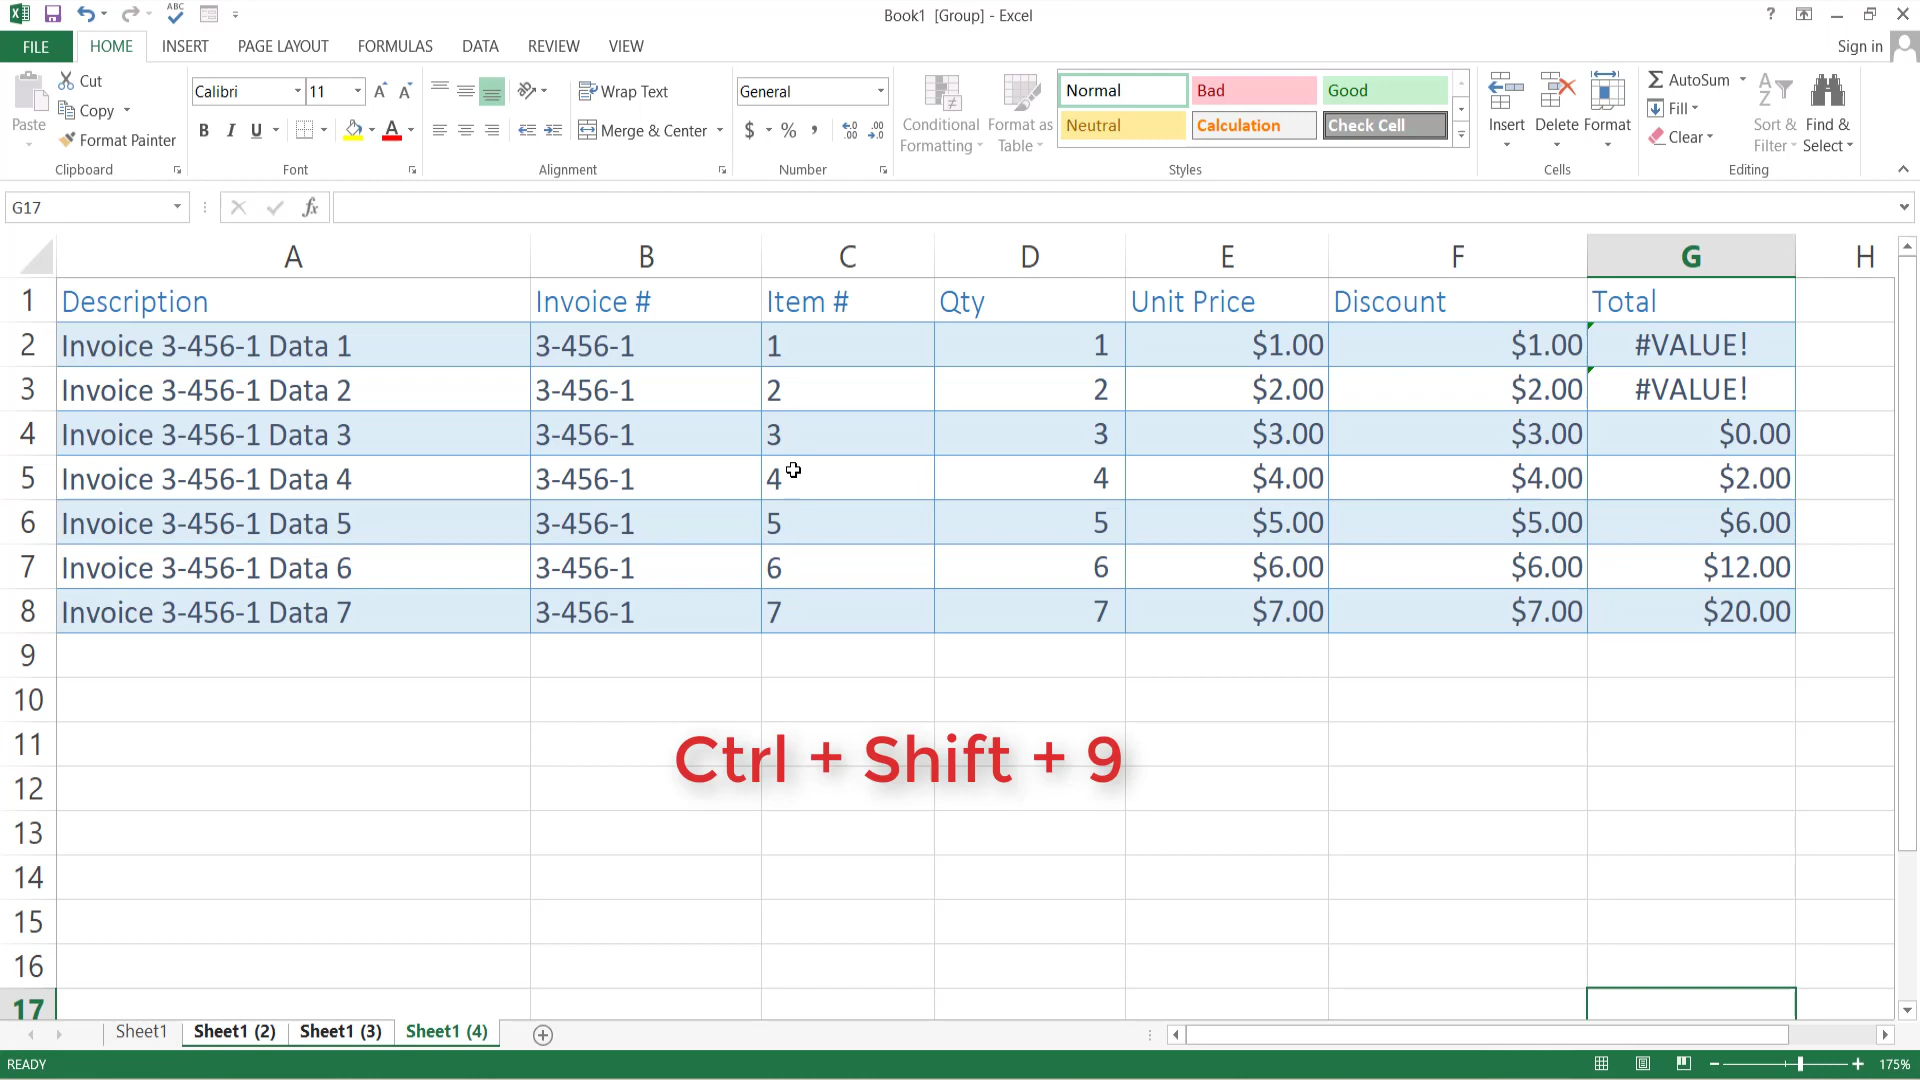 ABC
Book1 [Group] - Excel
?
FILE HOME INSERT PAGE LAYOUT FORMULAS DATA REVIEW VIEW Sign in
Paste
Cut
Copy
Format Painter
Clipboard
Calibri 11 A A
B I U A
Font
Wrap Text
Merge & Center
Alignment
General
$ % , .00 .00
Number
Conditional Formatting
Format as Table
Normal Bad Good
Neutral Calculation Check Cell
Styles
Insert Delete Format
Cells
AutoSum
Fill
Clear
Sort & Filter
Find & Select
Editing
G17 fx
A B C D E F G H
1 Description Invoice # Item # Qty Unit Price Discount Total
2 Invoice 3-456-1 Data 1 3-456-1 1 1 $1.00 $1.00 #VALUE!
3 Invoice 3-456-1 Data 2 3-456-1 2 2 $2.00 $2.00 #VALUE!
4 Invoice 3-456-1 Data 3 3-456-1 3 3 $3.00 $3.00 $0.00
5 Invoice 3-456-1 Data 4 3-456-1 4 4 $4.00 $4.00 $2.00
6 Invoice 3-456-1 Data 5 3-456-1 5 5 $5.00 $5.00 $6.00
7 Invoice 3-456-1 Data 6 3-456-1 6 6 $6.00 $6.00 $12.00
8 Invoice 3-456-1 Data 7 3-456-1 7 7 $7.00 $7.00 $20.00
9
10
11
Ctrl + Shift + 9
12
13
14
15
16
17
Sheet1 Sheet1 (2) Sheet1 (3) Sheet1 (4)
READY 175%